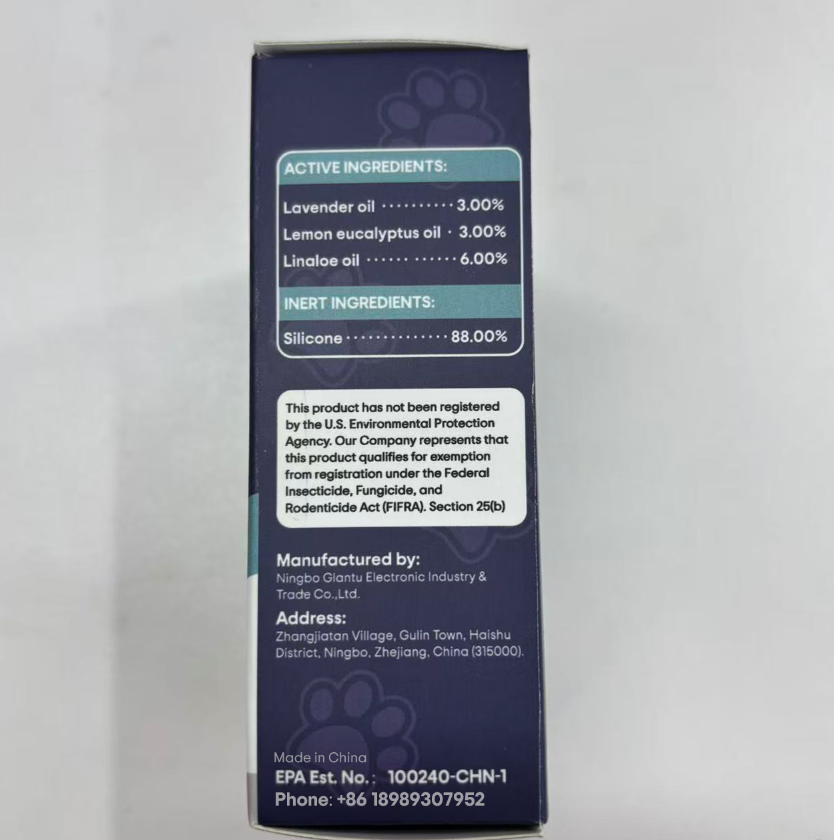 ACTIVE INGREDIENTS:
Lavender oil ·········· 3.00%
Lemon eucalyptus oil · 3.00%
Linaloe oil ······ ······ 6.00%
INERT INGREDIENTS:
Silicone ·············· 88.00%
This product has not been registered
by the U.S. Environmental Protection
Agency. Our Company represents that
this product qualifies for exemption
from registration under the Federal
Insecticide, Fungicide, and
Rodenticide Act (FIFRA). Section 25(b)
Manufactured by:
Ningbo Glantu Electronic Industry &
Trade Co.,Ltd.
Address:
Zhangjiatan Village, Gulin Town, Haishu
District, Ningbo, Zhejiang, China (315000).
Made in China
EPA Est. No.: 100240-CHN-1
Phone: +86 18989307952